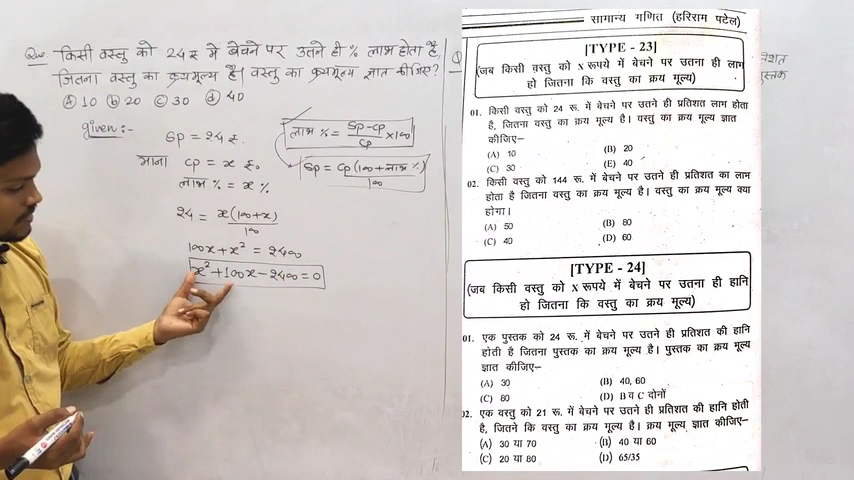 Que. किसी वस्तु को 24 ₹ में बेचने पर उतने ही % लाभ होता है,
जितना वस्तु का क्रयमूल्य है। वस्तु का क्रयमूल्य ज्ञात कीजिए?
Ⓐ 10 ⓑ 20 Ⓒ 30 ⓓ 40
given:-
SP = 24 ₹.
माना CP = x ₹.
लाभ % = x %
लाभ % = SP-CP/CP ×100
SP = CP(100+लाभ %)/100
24 = x(100+x)/100
100x + x² = 2400
x² + 100x - 2400 = 0
Q
शत
पुस्तक
सामान्य गणित (हरिराम पटेल)
[TYPE - 23]
(जब किसी वस्तु को X रूपये में बेचने पर उतना ही लाभ
हो जितना कि वस्तु का क्रय मूल्य)
01. किसी वस्तु को 24 रू. में बेचने पर उतने ही प्रतिशत लाभ होता
है, जितना वस्तु का क्रय मूल्य है। वस्तु का क्रय मूल्य ज्ञात
कीजिए–
(A) 10 (B) 20
(C) 30 (E) 40
02. किसी वस्तु को 144 रू. में बेचने पर उतने ही प्रतिशत का लाभ
होता है जितना वस्तु का क्रय मूल्य है। वस्तु का क्रय मूल्य क्या
होगा।
(A) 50 (B) 80
(C) 40 (D) 60
[TYPE - 24]
(जब किसी वस्तु को X रूपये में बेचने पर उतना ही हानि
हो जितना कि वस्तु का क्रय मूल्य)
01. एक पुस्तक को 24 रू. में बेचने पर उतने ही प्रतिशत की हानि
होती है जितना पुस्तक का क्रय मूल्य है। पुस्तक का क्रय मूल्य
ज्ञात कीजिए–
(A) 30 (B) 40, 60
(C) 80 (D) B व C दोनों
02. एक वस्तु को 21 रू. में बेचने पर उतने ही प्रतिशत की हानि होती
है, जितने कि वस्तु का क्रय मूल्य है। क्रय मूल्य ज्ञात कीजिए–
(A) 30 या 70 (B) 40 या 60
(C) 20 या 80 (D) 65/35